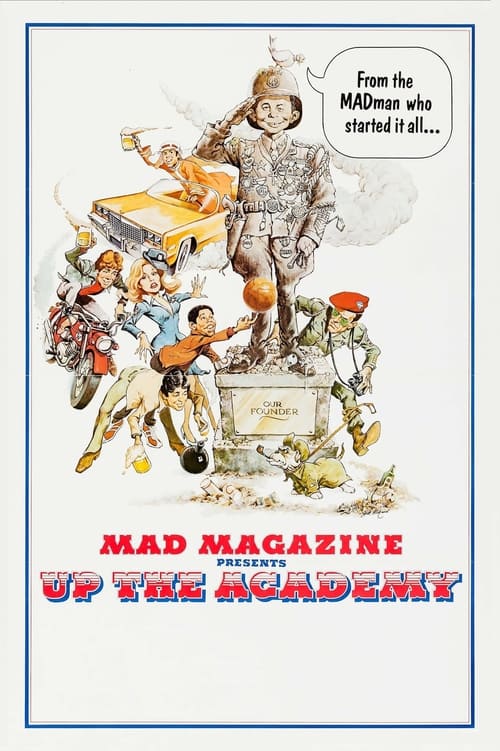 From the
MADman who
started it all...
OUR
FOUNDER
MAD MAGAZINE
PRESENTS
UP THE ACADEMY